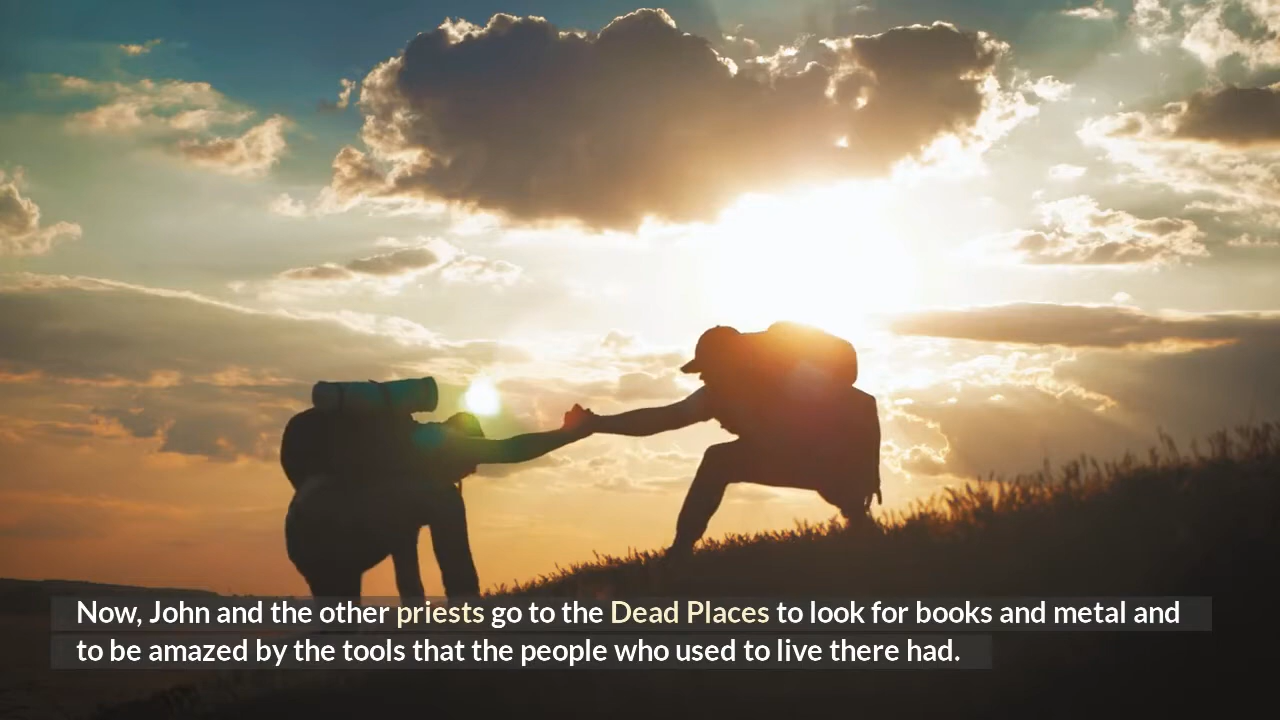 Now, John and the other priests go to the Dead Places to look for books and metal and
to be amazed by the tools that the people who used to live there had.